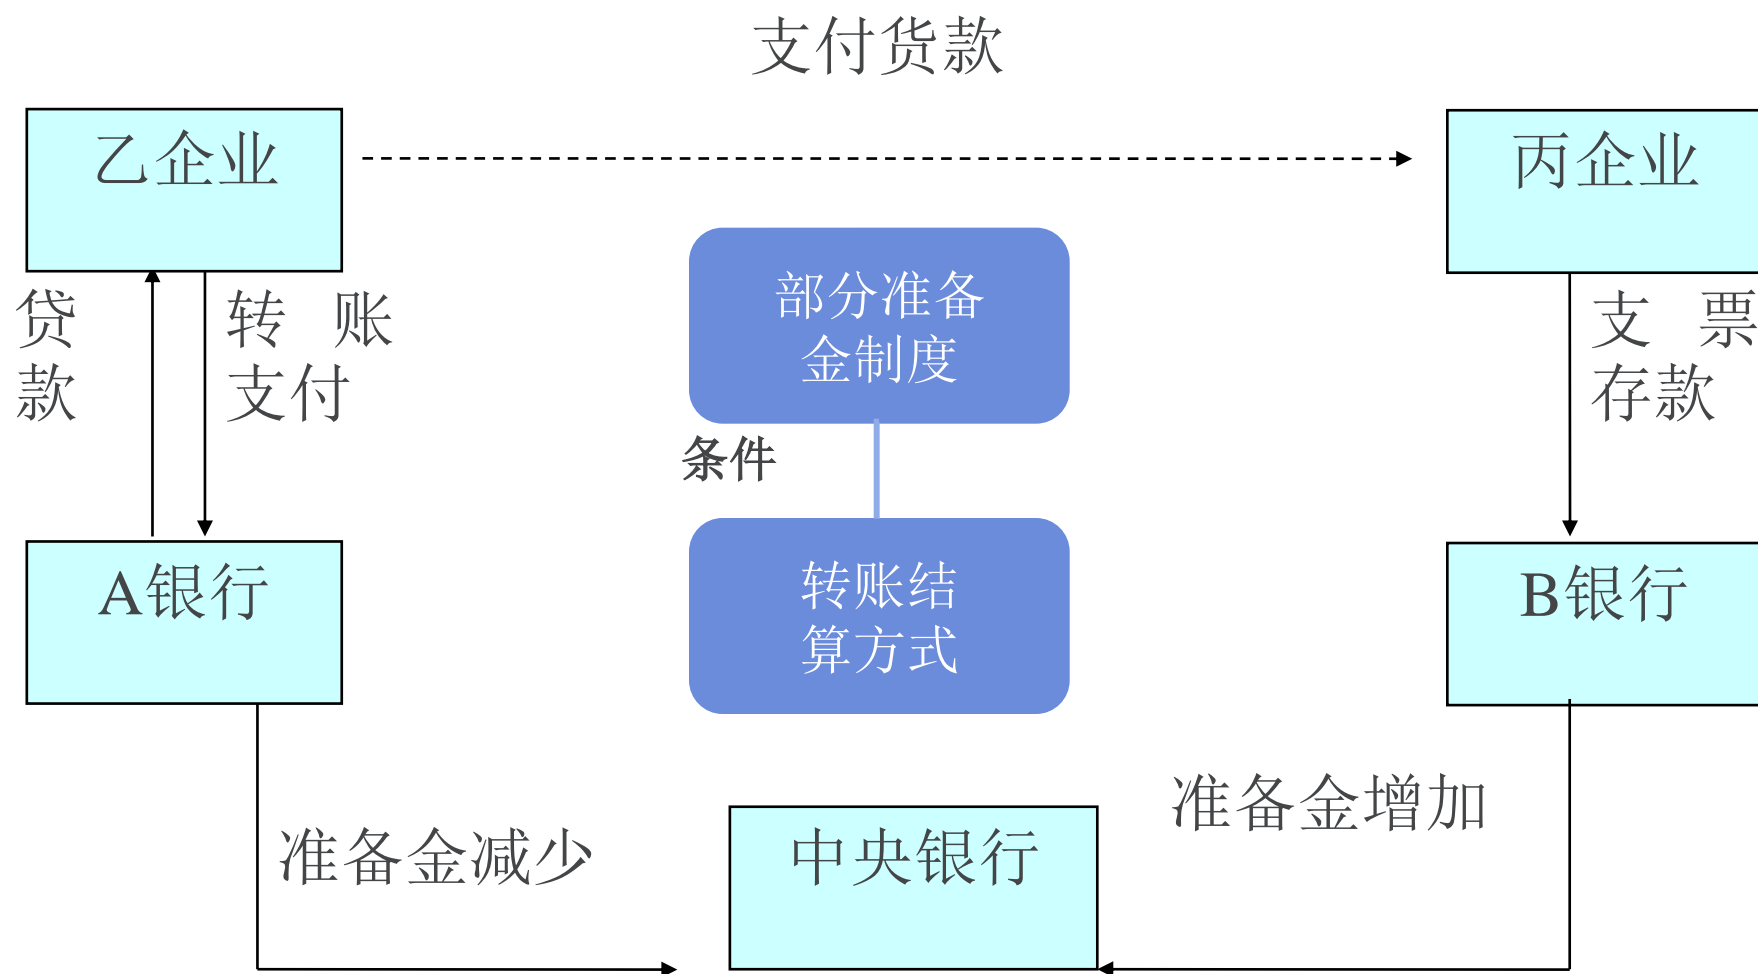 支付货款
乙企业
丙企业
贷
款
转 账
支付
部分准备
金制度
支 票
存款
条件
A银行
转账结
算方式
B银行
准备金减少
中央银行
准备金增加